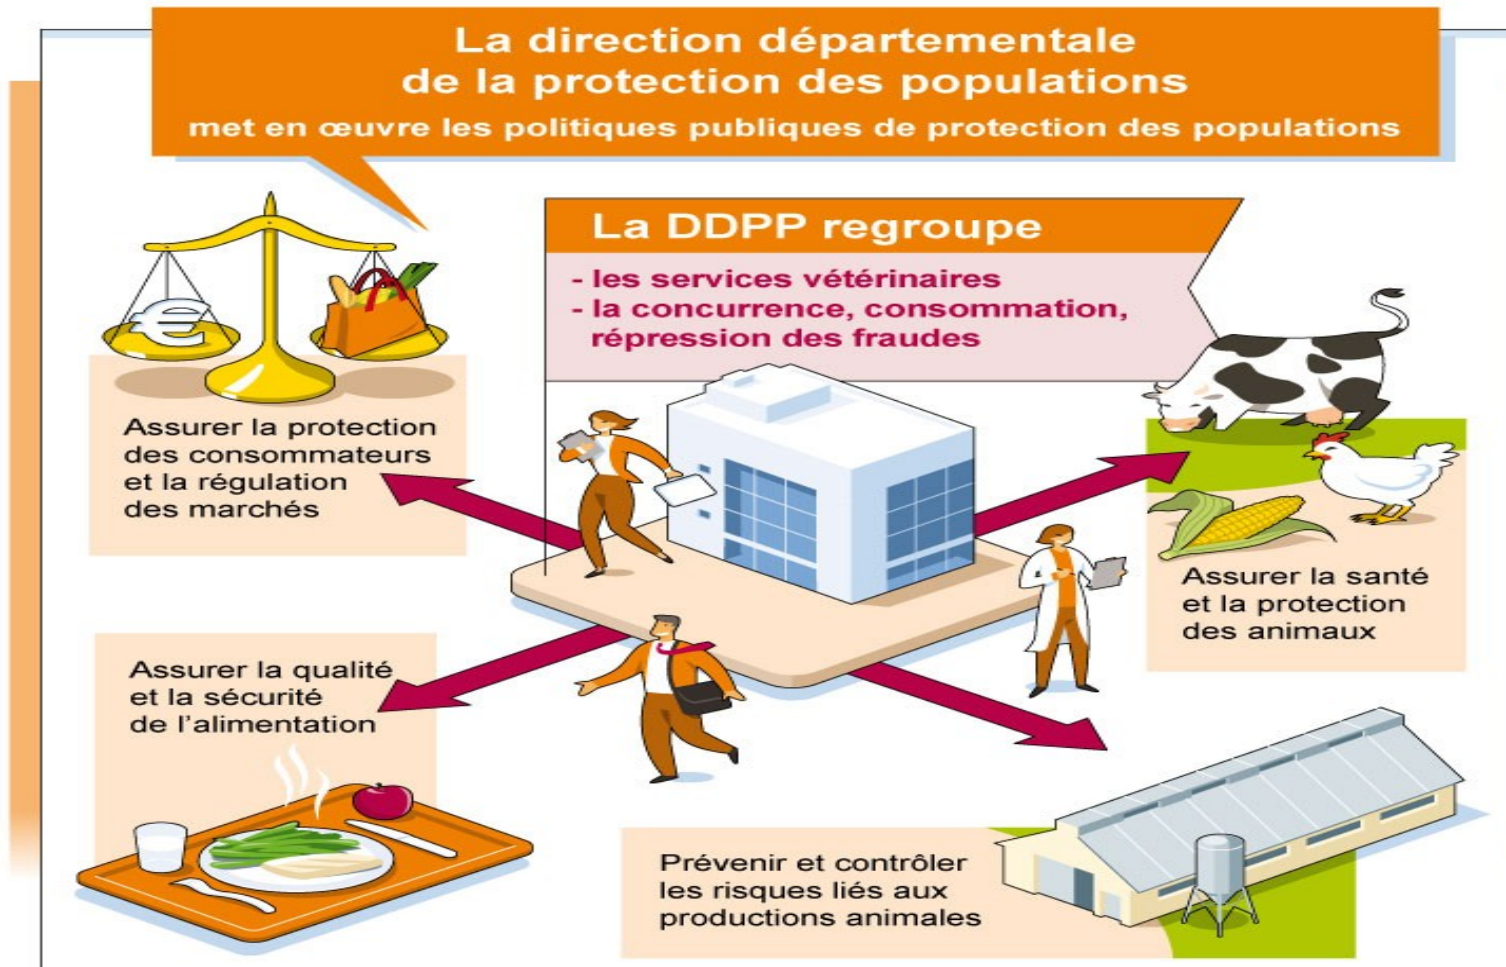 La direction départementale
de la protection des populations
met en œuvre les politiques publiques de protection des populations
La DDPP regroupe
- les services vétérinaires
- la concurrence, consommation,
répression des fraudes
€
Assurer la protection
des consommateurs
et la régulation
des marchés
Assurer la santé
et la protection
des animaux
Assurer la qualité
et la sécurité
de l'alimentation
Prévenir et contrôler
les risques liés aux
productions animales